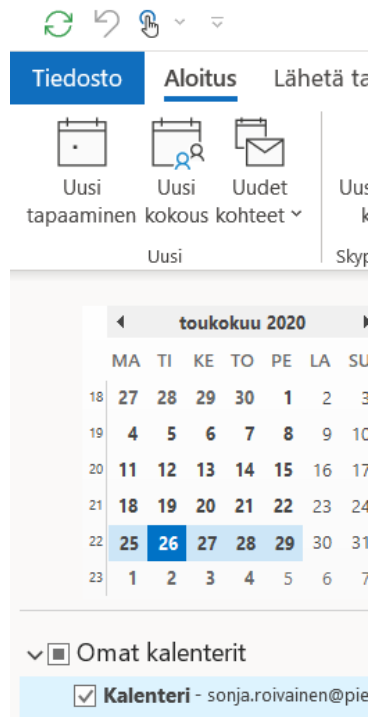 Tiedosto Aloitus Lähetä ta
Uusi tapaaminen
Uusi kokous
Uudet kohteet
Uus
k
Uusi
Skyp
toukokuu 2020
MA TI KE TO PE LA SU
18 27 28 29 30 1 2 3
19 4 5 6 7 8 9 10
20 11 12 13 14 15 16 17
21 18 19 20 21 22 23 24
22 25 26 27 28 29 30 31
23 1 2 3 4 5 6 7
Omat kalenterit
Kalenteri - sonja.roivainen@pie